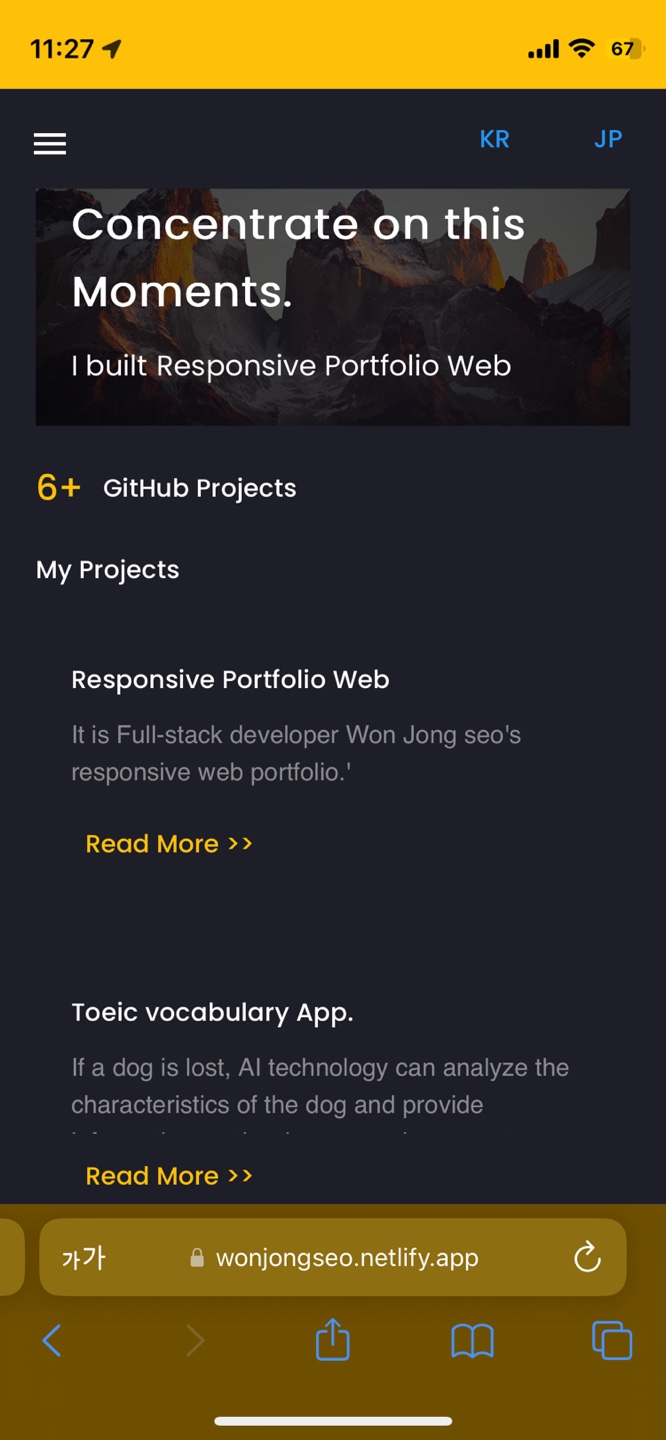 11:27
67
KR
JP
Concentrate on this
Moments.
I built Responsive Portfolio Web
6+ GitHub Projects
My Projects
Responsive Portfolio Web
It is Full-stack developer Won Jong seo's
responsive web portfolio.'
Read More >>
Toeic vocabulary App.
If a dog is lost, AI technology can analyze the
characteristics of the dog and provide
Read More >>
가가
wonjongseo.netlify.app